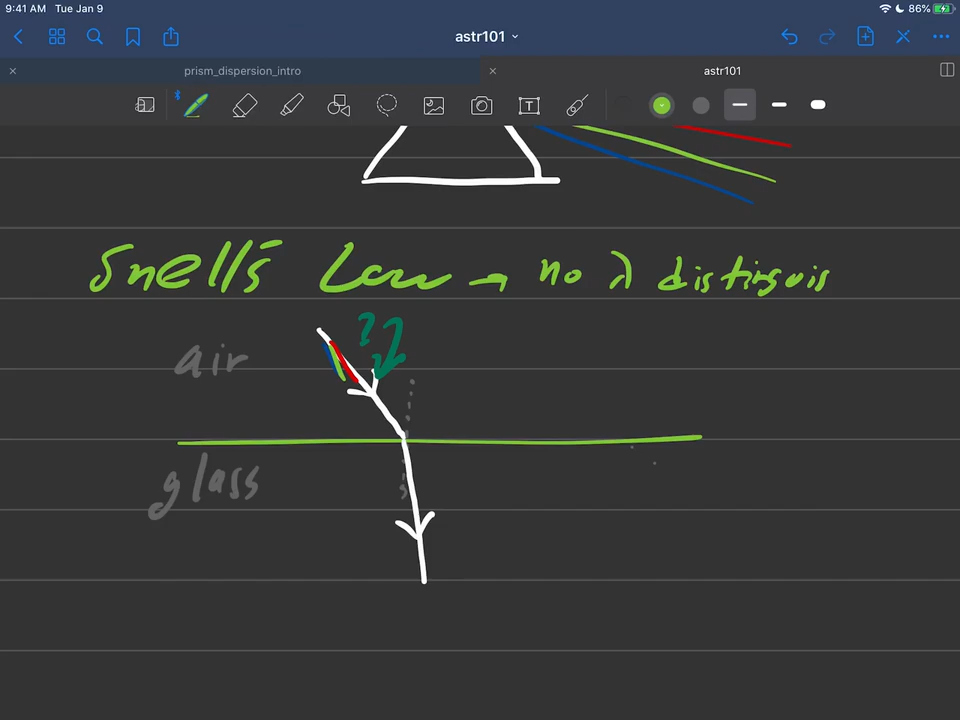 9:41 AM Tue Jan 9
86%
astr101
prism_dispersion_intro
astr101
T
Snell's Law → no λ distinguis
air
??
glass